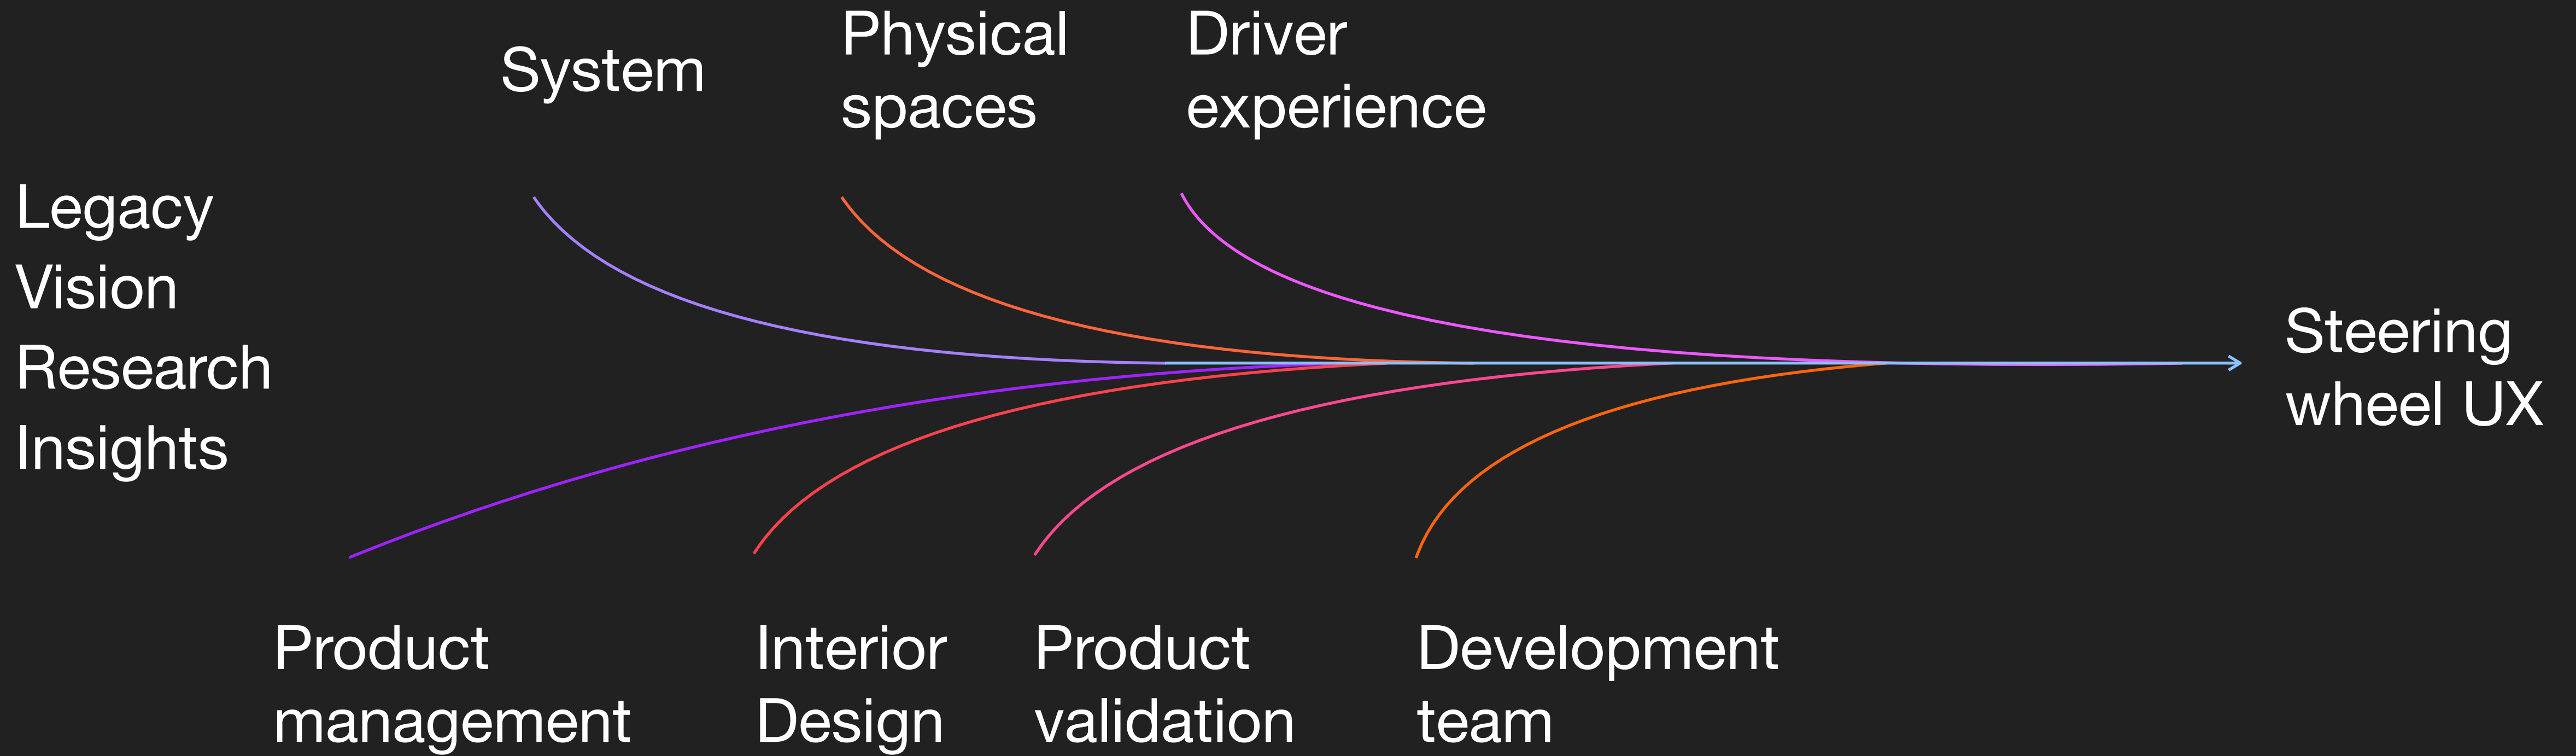 System
Physical
spaces
Driver
experience
Legacy
Vision
Research
Insights
Steering
wheel UX
Product
management
Interior
Design
Product
validation
Development
team